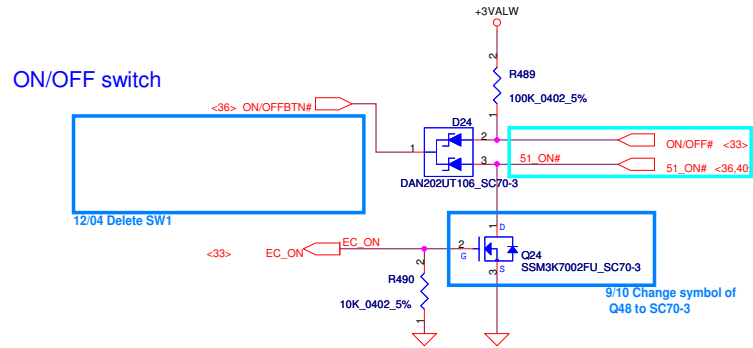 +3VALW
ON/OFF switch
2
R489
100K_0402_5%
1
<36> ON/OFFBTN#
D24
1
2
3
ON/OFF# <33>
51_ON#
51_ON# <36,40>
DAN202UT106_SC70-3
12/04 Delete SW1
1
D
<33>
EC_ON
EC_ON
2
G
Q24
SSM3K7002FU_SC70-3
S
3
2
R490
10K_0402_5%
1
9/10 Change symbol of
Q48 to SC70-3